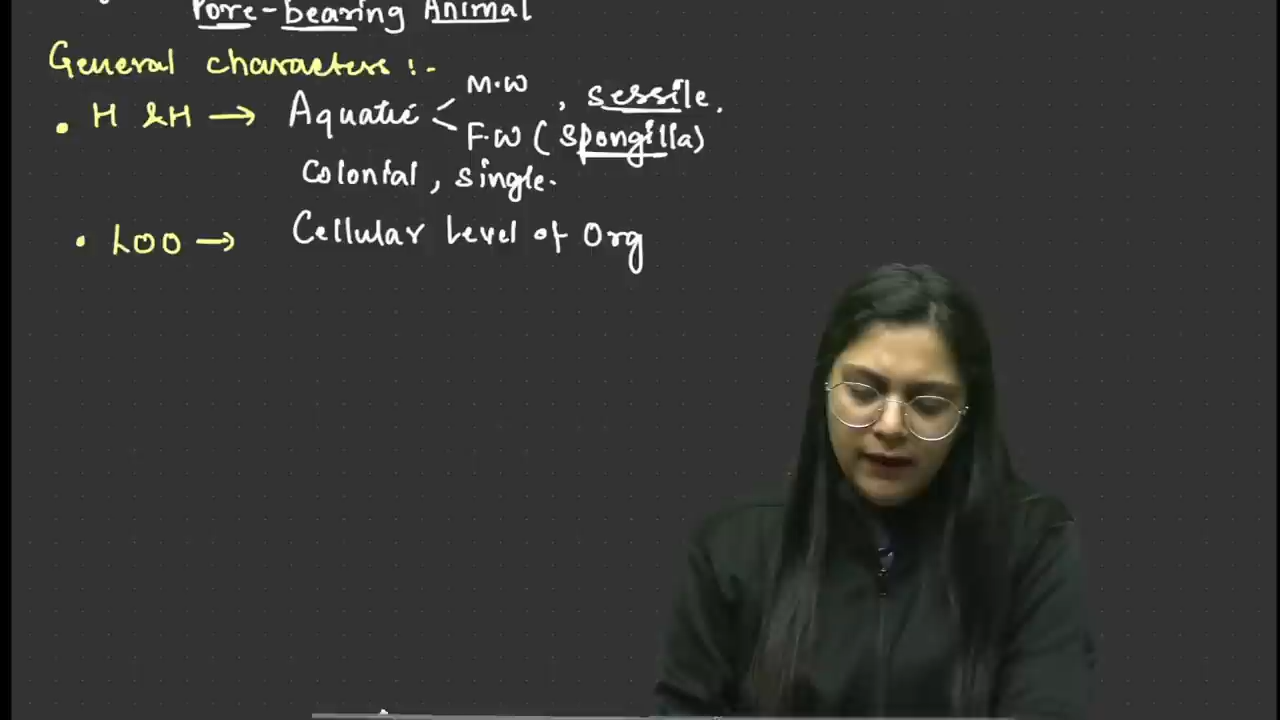 Pore-bearing Animal
General characters :-
• H & H → Aquatic < M.W , sessile.
F.W ( spongilla)
Colonial, single.
• LOO → Cellular Level of Org